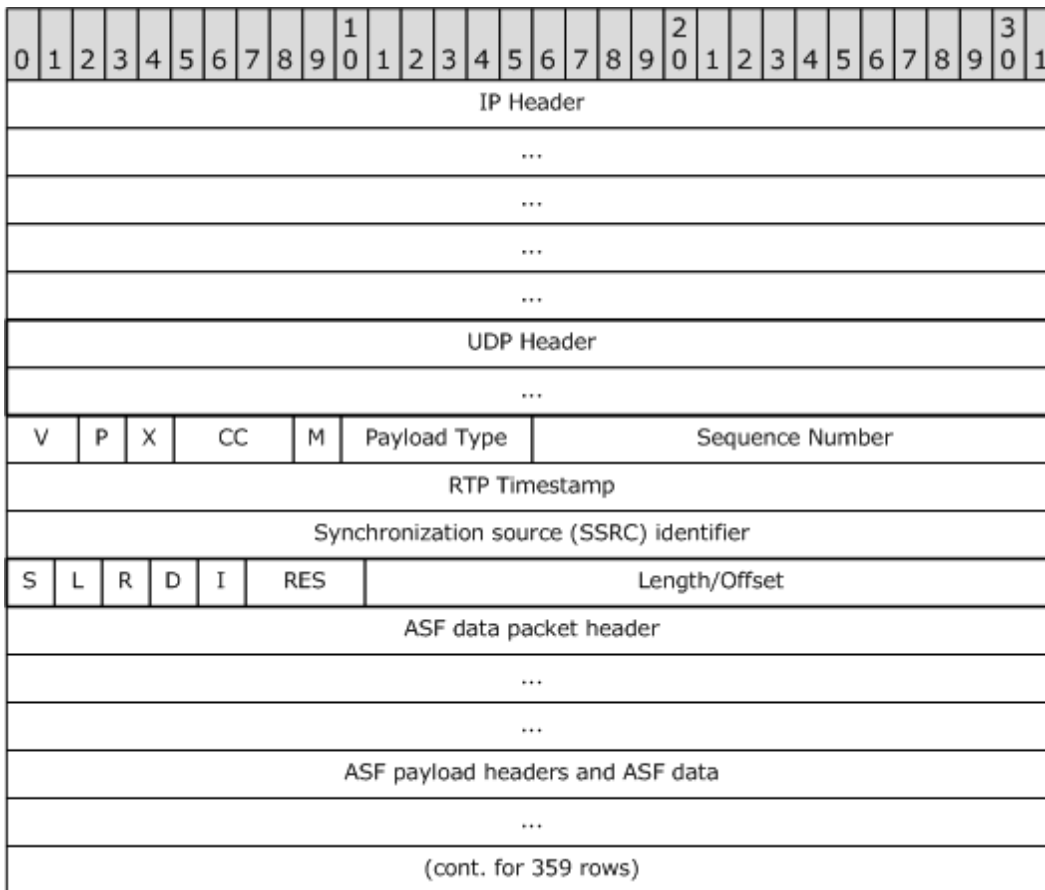 1 2 3
0 1 2 3 4 5 6 7 8 9 0 1 2 3 4 5 6 7 8 9 0 1 2 3 4 5 6 7 8 9 0 1
IP Header
...
...
...
...
UDP Header
...
V P X CC M Payload Type Sequence Number
RTP Timestamp
Synchronization source (SSRC) identifier
S L R D I RES Length/Offset
ASF data packet header
...
...
ASF payload headers and ASF data
...
(cont. for 359 rows)